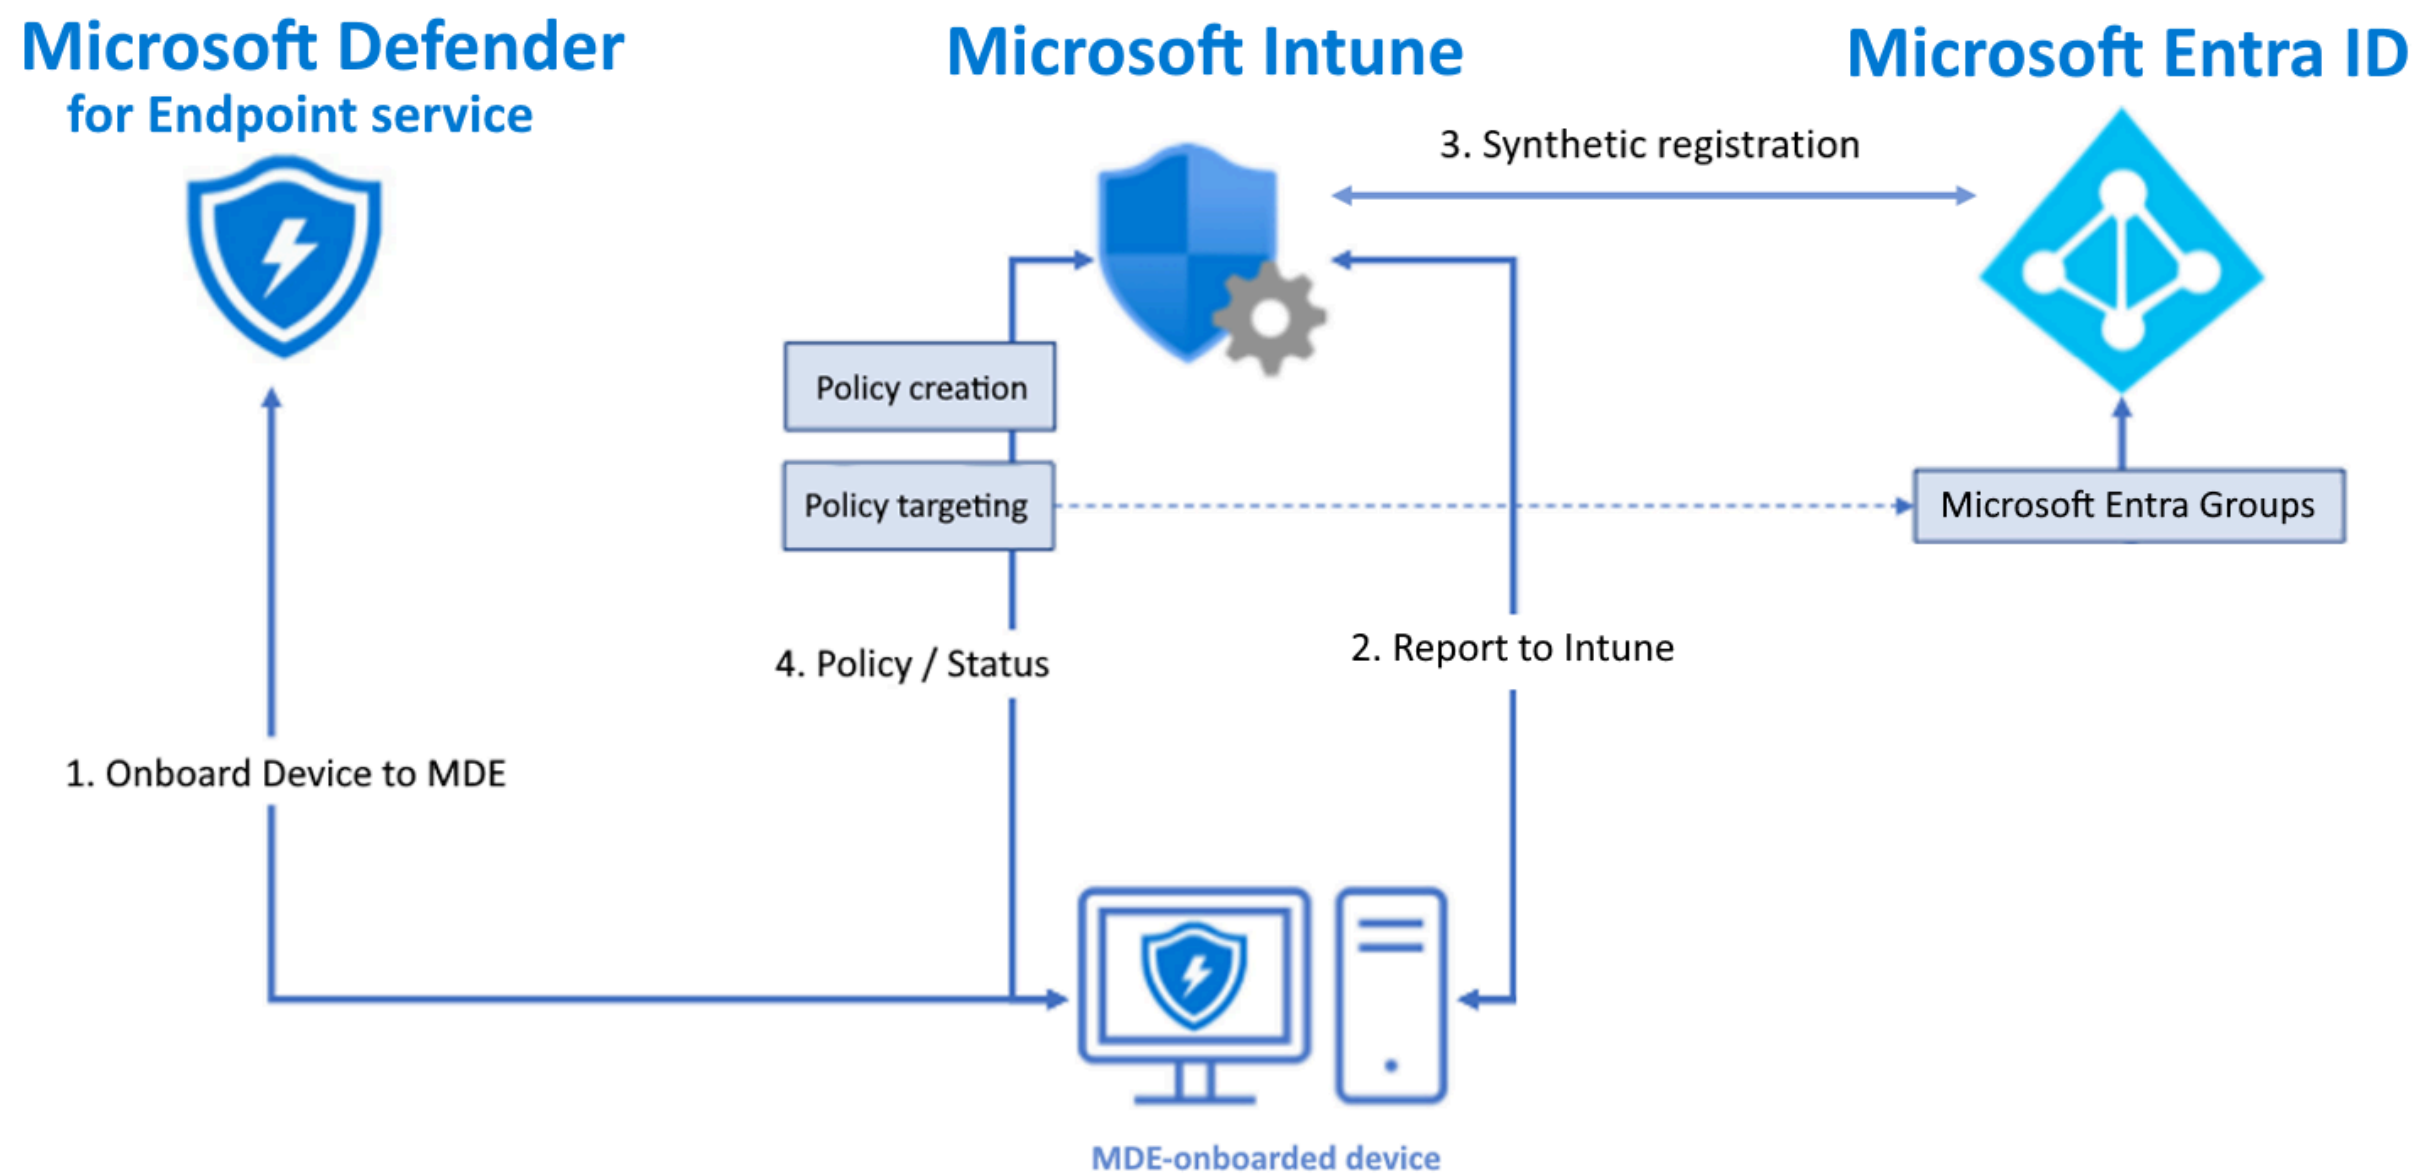 Microsoft Defender
for Endpoint service
Microsoft Intune
Microsoft Entra ID
3. Synthetic registration
Policy creation
Policy targeting
Microsoft Entra Groups
4. Policy / Status
2. Report to Intune
1. Onboard Device to MDE
MDE-onboarded device